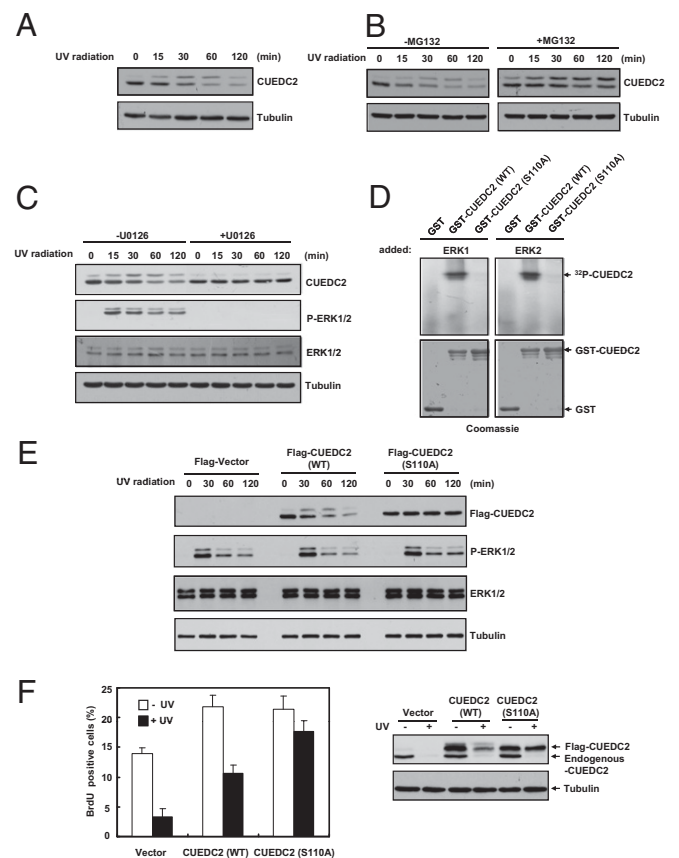 A
UV radiation 0 15 30 60 120 (min)
CUEDC2
Tubulin
B
-MG132 +MG132
UV radiation 0 15 30 60 120 0 15 30 60 120 (min)
CUEDC2
Tubulin
C
-U0126 +U0126
UV radiation 0 15 30 60 120 0 15 30 60 120 (min)
CUEDC2
P-ERK1/2
ERK1/2
Tubulin
D
GST GST-CUEDC2 (WT) GST-CUEDC2 (S110A) GST GST-CUEDC2 (WT) GST-CUEDC2 (S110A)
added: ERK1 ERK2
32P-CUEDC2
GST-CUEDC2
GST
Coomassie
E
Flag-Vector Flag-CUEDC2 (WT) Flag-CUEDC2 (S110A)
UV radiation 0 30 60 120 0 30 60 120 0 30 60 120 (min)
Flag-CUEDC2
P-ERK1/2
ERK1/2
Tubulin
F
BrdU positive cells (%)
25
20
15
10
5
0
- UV
+ UV
Vector CUEDC2 (WT) CUEDC2 (S110A)
Vector CUEDC2 (WT) CUEDC2 (S110A)
UV - + - + - +
Flag-CUEDC2
Endogenous
-CUEDC2
Tubulin